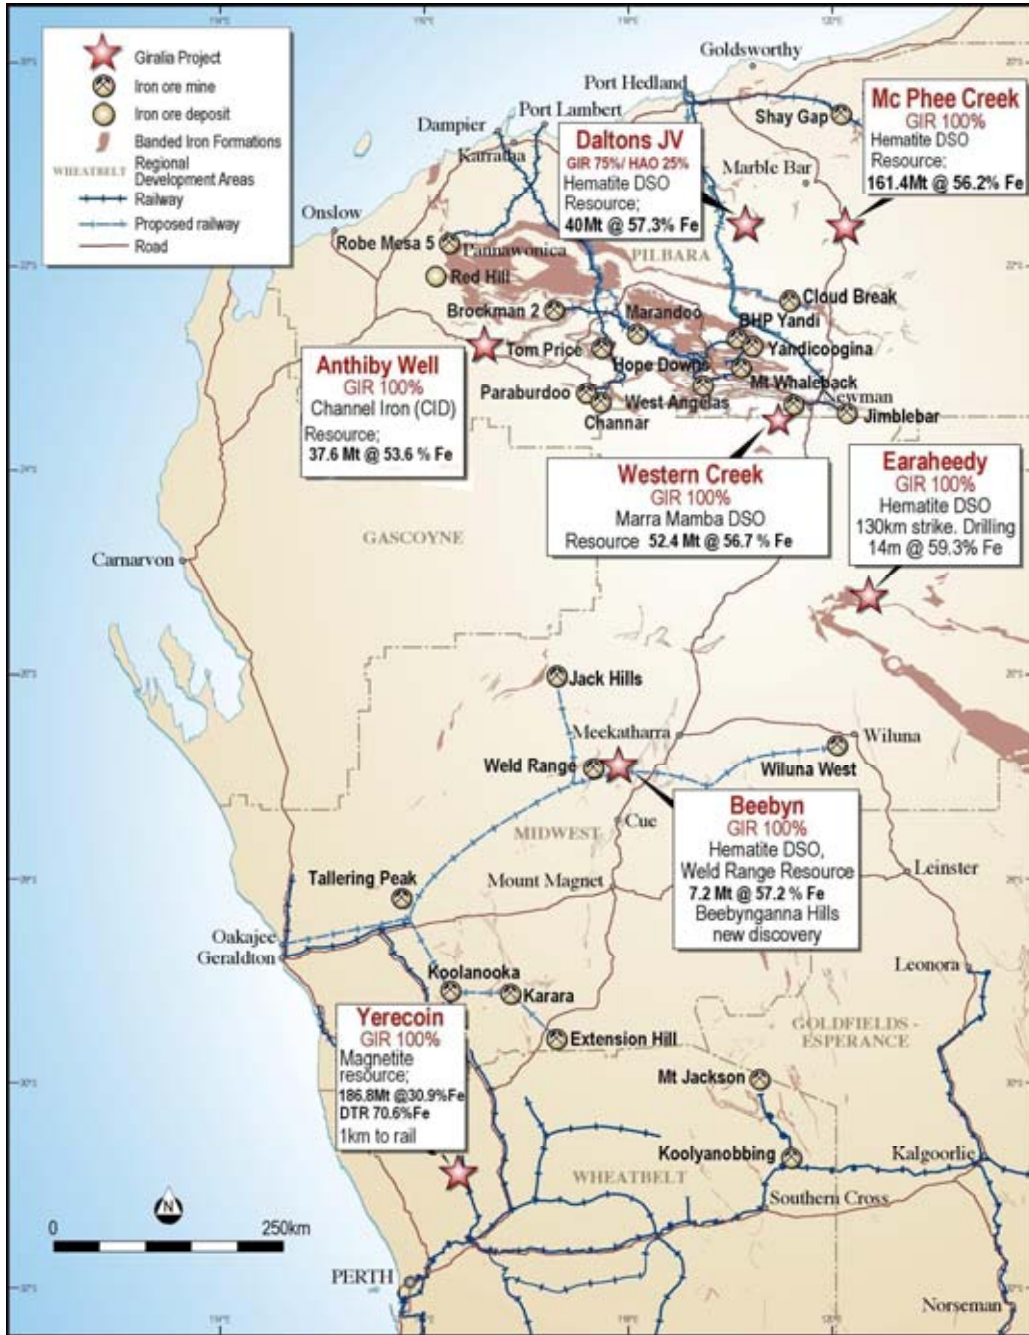 Giralia Project
Iron ore mine
Iron ore deposit
Banded Iron Formations
WHEATBELT
Regional
Development Areas
Railway
Proposed railway
Road
Goldsworthy
Port Hedland
Port Lambert
Dampier
Karratha
Shay Gap
Mc Phee Creek
GIR 100%
Hematite DSO
Resource;
161.4Mt @ 56.2% Fe
Daltons JV
GIR 75%/ HAO 25%
Hematite DSO
Resource;
40Mt @ 57.3% Fe
Marble Bar
Onslow
Robe Mesa 5
Pannawonica
PILBARA
Red Hill
Brockman 2
Marandoo
Cloud Break
BHP Yandi
Yandicoogina
Tom Price
Hope Downs
Mt Whaleback
Paraburdoo
West Angelas
Newman
Channar
Jimblebar
Anthiby Well
GIR 100%
Channel Iron (CID)
Resource;
37.6 Mt @ 53.6 % Fe
Western Creek
GIR 100%
Marra Mamba DSO
Resource 52.4 Mt @ 56.7 % Fe
Earaheedy
GIR 100%
Hematite DSO
130km strike. Drilling
14m @ 59.3% Fe
GASCOYNE
Carnarvon
Jack Hills
Meekatharra
Wiluna
Weld Range
Wiluna West
Beebyn
GIR 100%
Hematite DSO,
Weld Range Resource
7.2 Mt @ 57.2 % Fe
Beebynganna Hills
new discovery
MIDWEST
Cue
Tallering Peak
Mount Magnet
Leinster
Oakajee
Geraldton
Leonora
Koolanooka
Karara
Yerecoin
GIR 100%
Magnetite
resource;
186.8Mt @30.9%Fe
DTR 70.6%Fe
1km to rail
Extension Hill
GOLDFIELDS -
ESPERANCE
Mt Jackson
Koolyanobbing
Kalgoorlie
WHEATBELT
Southern Cross
N
0 250km
PERTH
Norseman